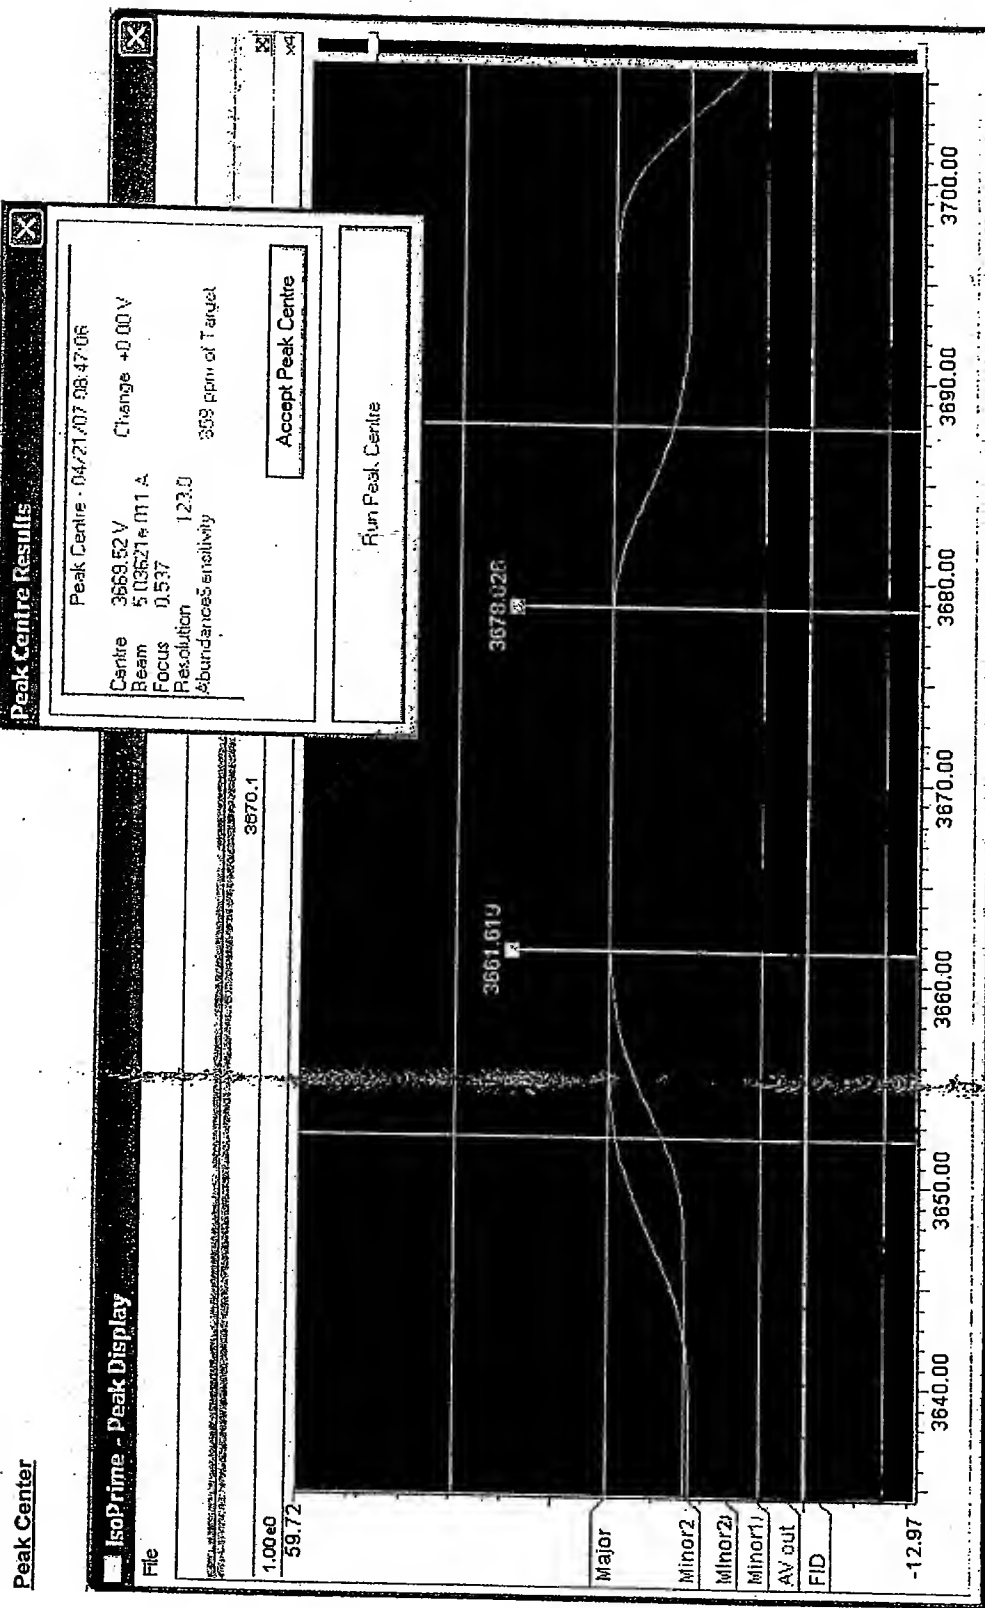 Peak Center
IsoPrime - Peak Display
File
1.00e0
3670.1
59.72
-12.97
Major
Minor2
Minor2/
Minor1/
AV out
FID
3661.619
3678.026
3640.00
3650.00
3660.00
3670.00
3680.00
3690.00
3700.00
Peak Centre Results
Peak Centre - 04/21/07 08:47:06
Centre 3669.52 V Change +0.00 V
Beam 5.03621e-011 A
Focus 0.537
Resolution 123.0
AbundanceSensitivity 359 ppm of Target
Accept Peak Centre
Run Peak Centre